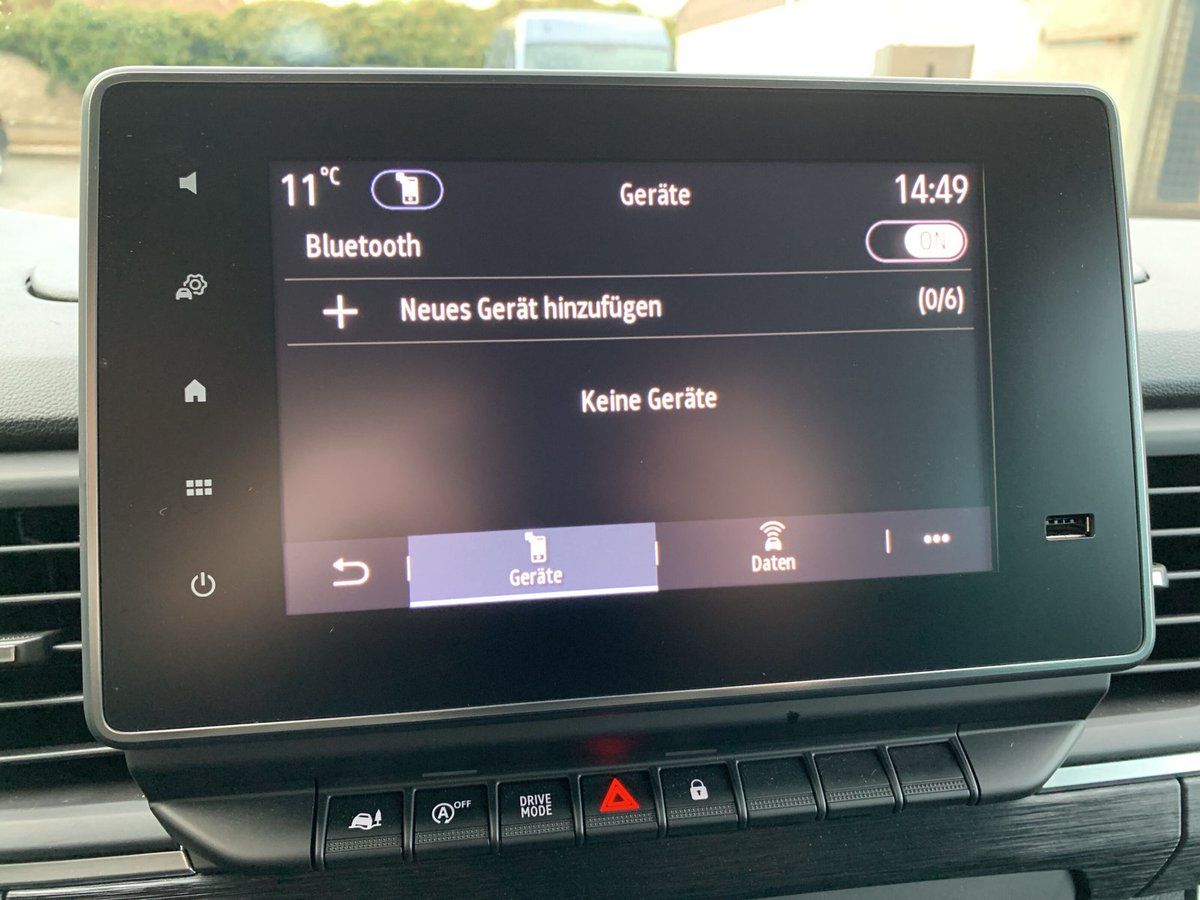 11°C
Geräte
14:49
Bluetooth
ON
Neues Gerät hinzufügen
(0/6)
Keine Geräte
Geräte
Daten
A OFF
DRIVE
MODE